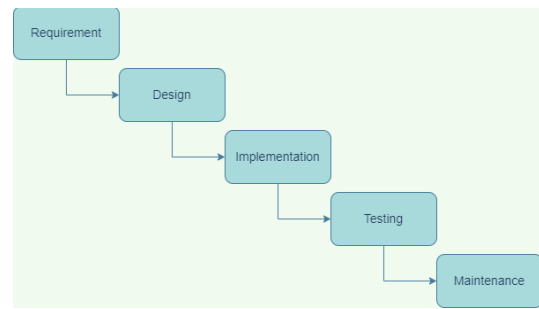 Requirement
Design
Implementation
Testing
Maintenance